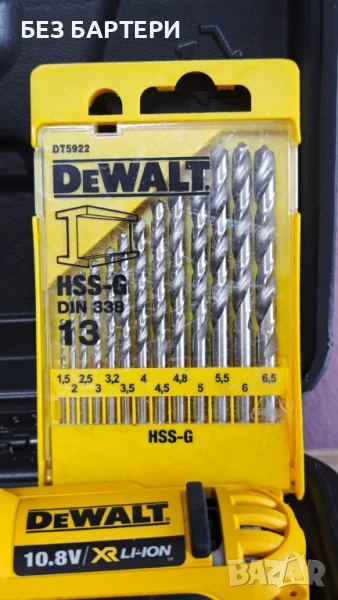 БЕЗ БАРТЕРИ
DT5922
DEWALT
HSS-G
DIN 338
13
1,5 2,5 3,2 4 4,8 5,5 6,5
2 3 3,5 4,5 5 6
HSS-G
DEWALT
10.8V/XR LI-ION
BAZAR